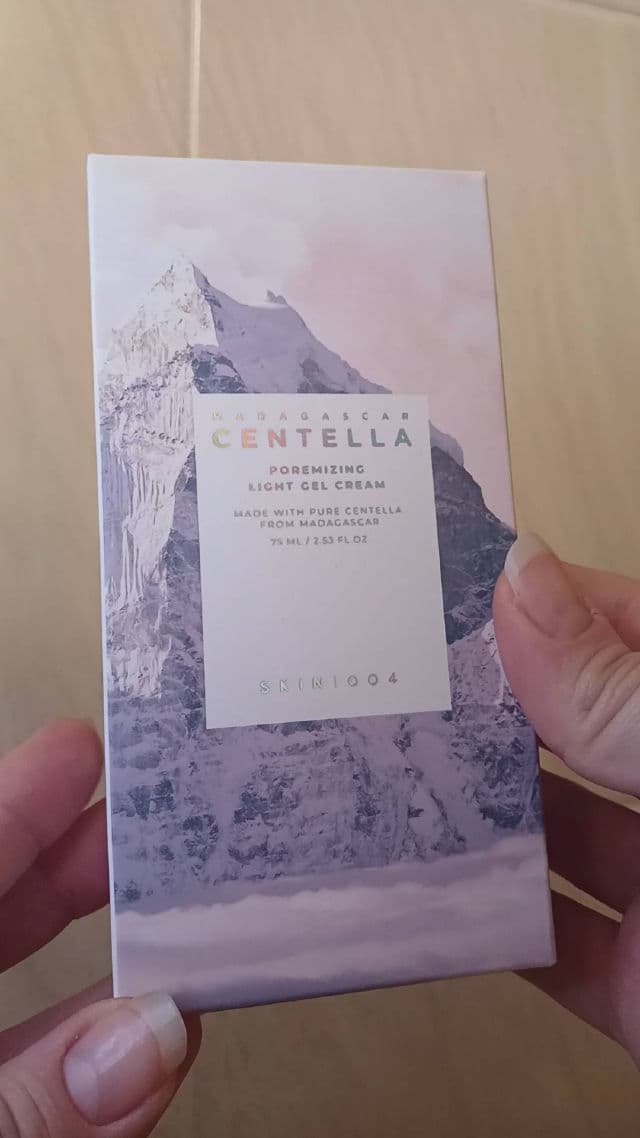 MADAGASCAR
CENTELLA
POREMIZING
LIGHT GEL CREAM
MADE WITH PURE CENTELLA
FROM MADAGASCAR
75 ML / 2.53 FL OZ
SKIN1004